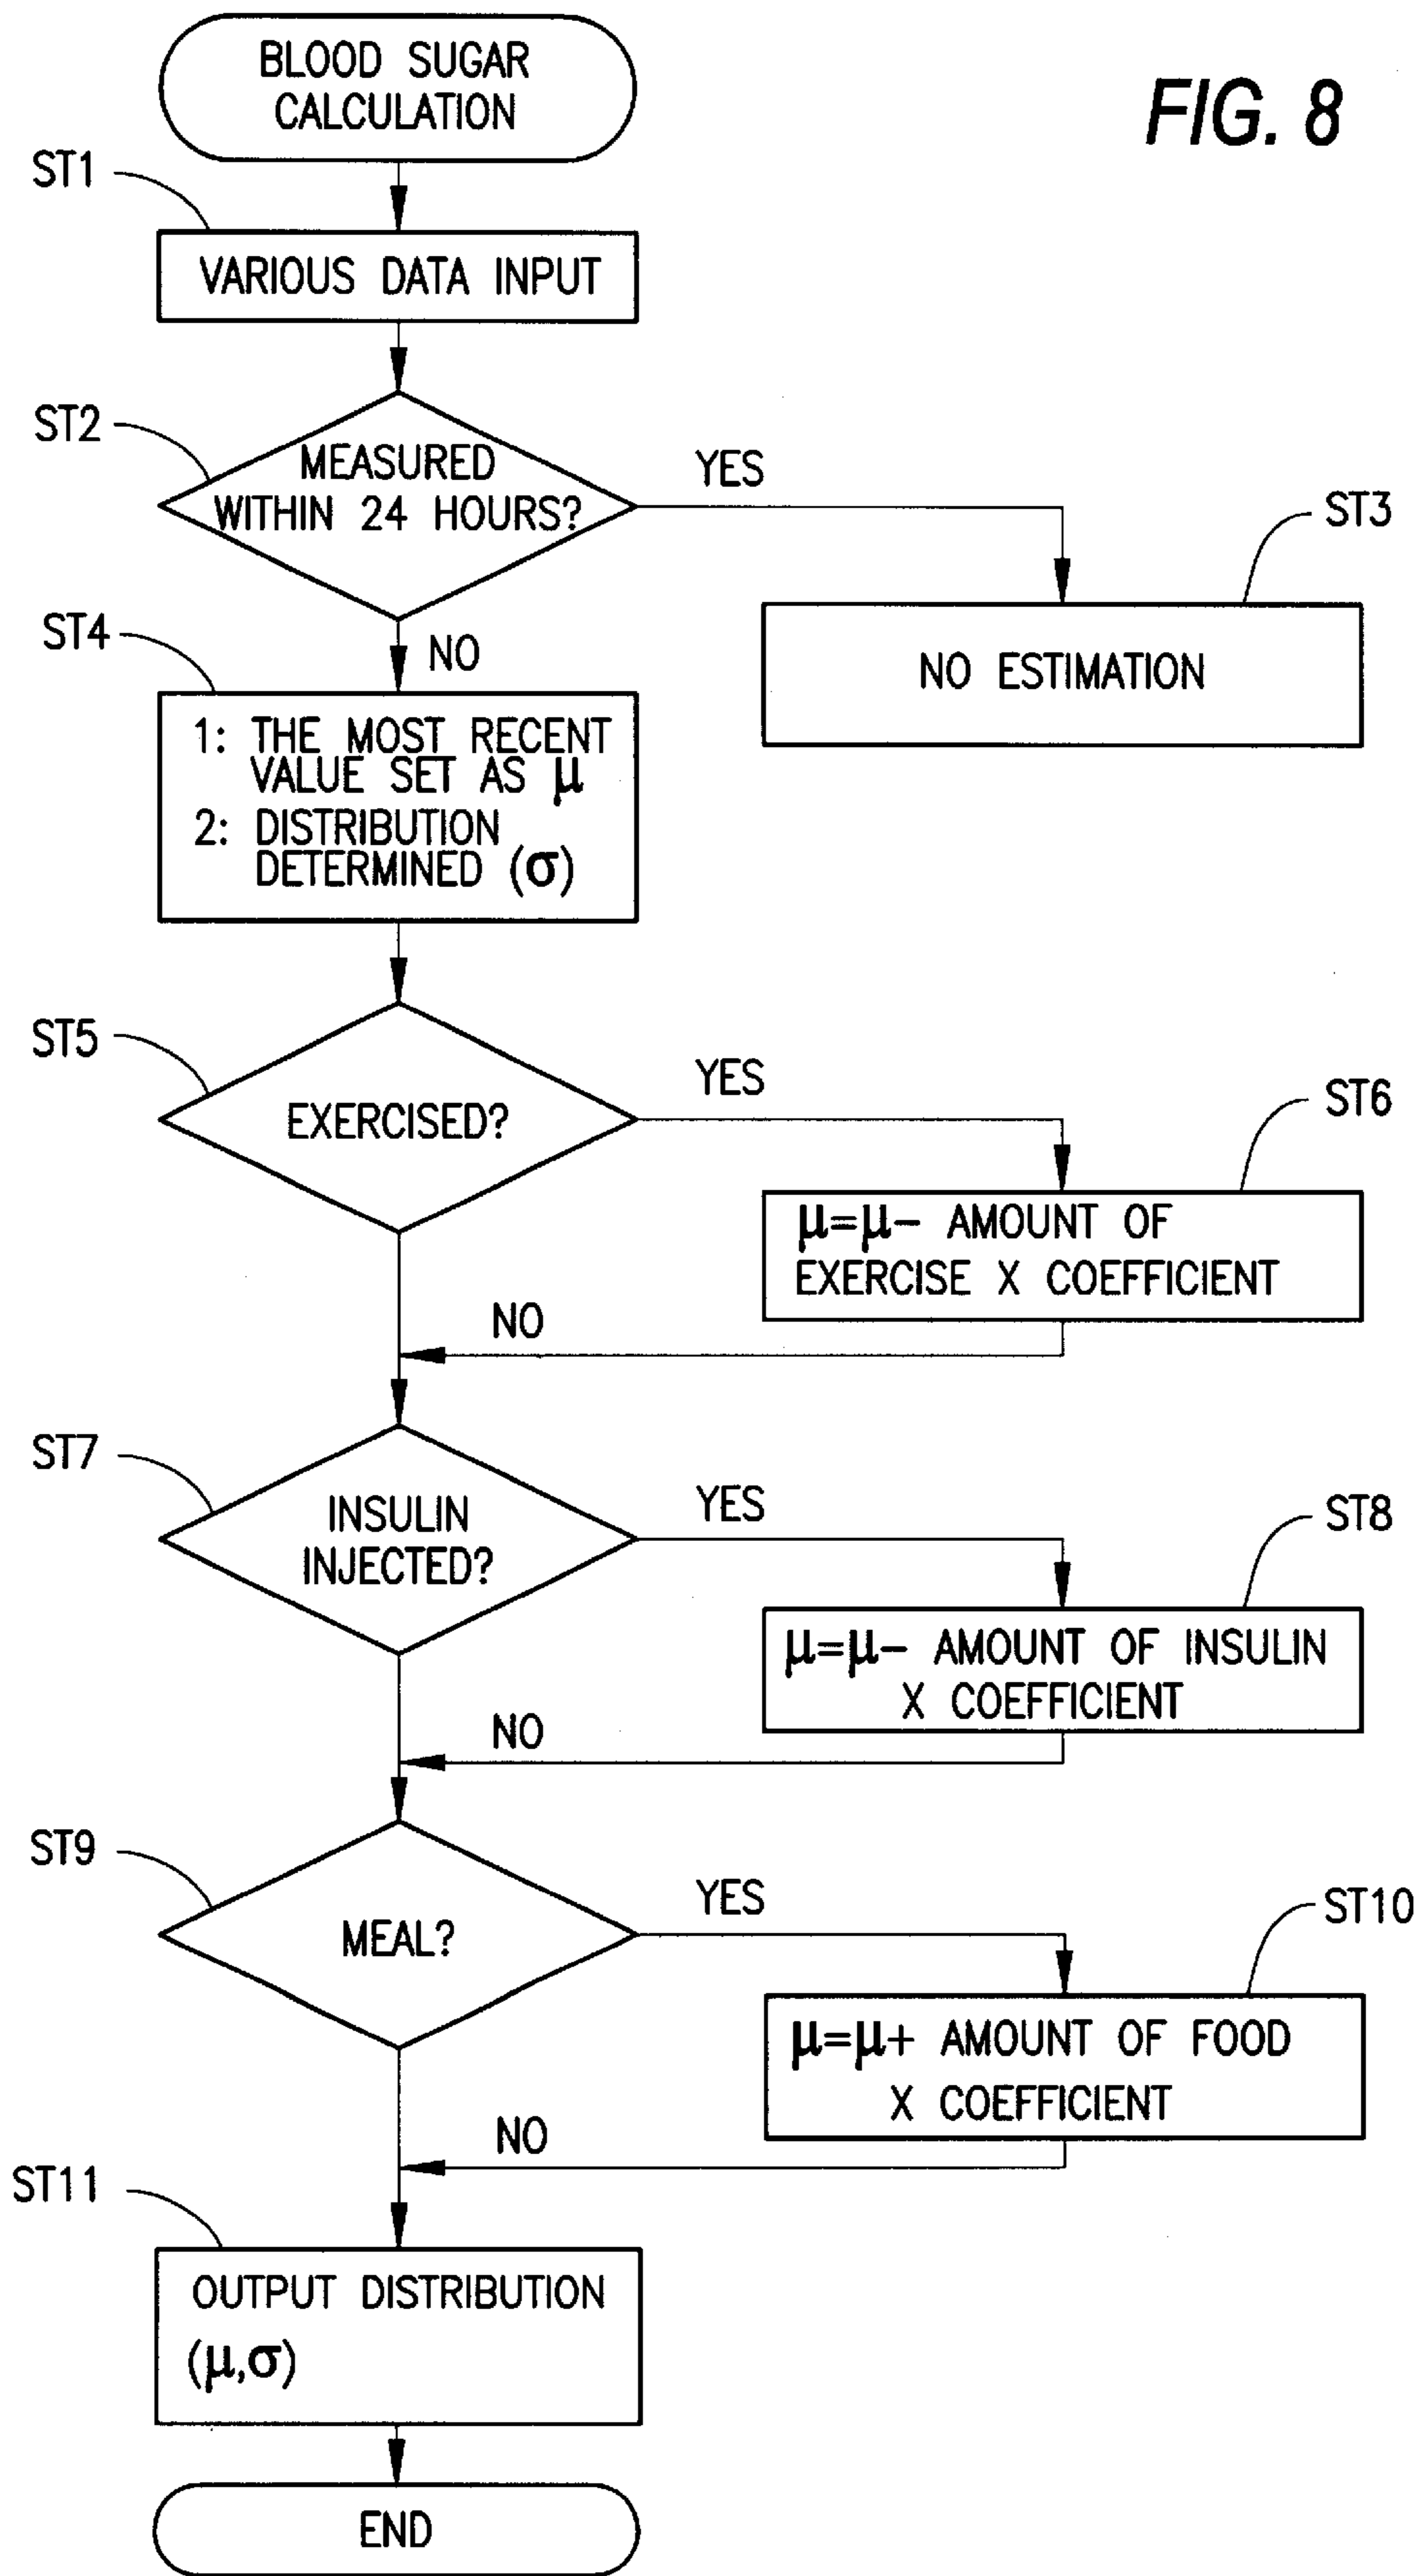 BLOOD SUGAR
CALCULATION
FIG. 8
ST1
VARIOUS DATA INPUT
ST2
MEASURED
WITHIN 24 HOURS?
YES
ST3
NO ESTIMATION
ST4
NO
1: THE MOST RECENT
VALUE SET AS μ
2: DISTRIBUTION
DETERMINED (σ)
ST5
EXERCISED?
YES
ST6
μ=μ− AMOUNT OF
EXERCISE X COEFFICIENT
NO
ST7
INSULIN
INJECTED?
YES
ST8
μ=μ− AMOUNT OF INSULIN
X COEFFICIENT
NO
ST9
MEAL?
YES
ST10
μ=μ+ AMOUNT OF FOOD
X COEFFICIENT
NO
ST11
OUTPUT DISTRIBUTION
(μ,σ)
END